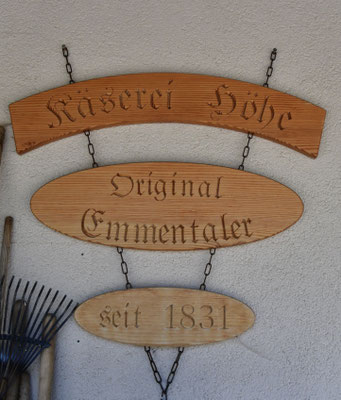 Käserei Höhe
Original
Emmentaler
seit 1831